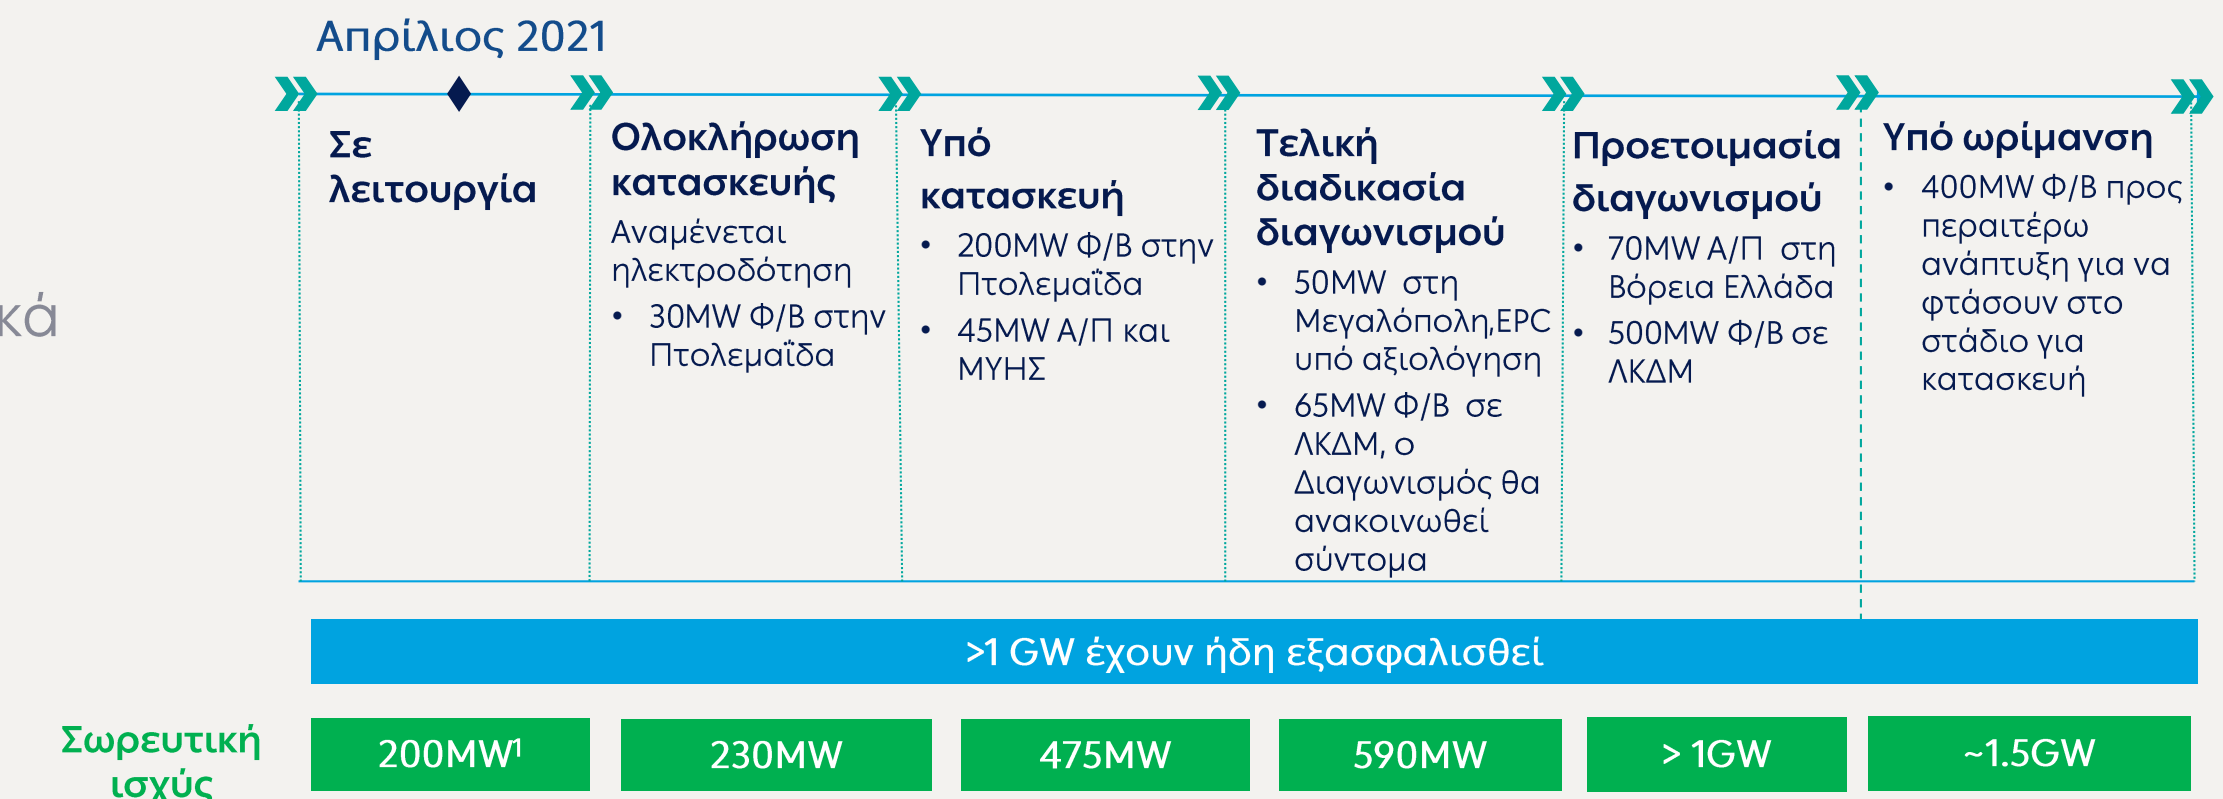 Απρίλιος 2021
Σε
λειτουργία
Ολοκλήρωση
κατασκευής
Αναμένεται
ηλεκτροδότηση
• 30MW Φ/Β στην
Πτολεμαΐδα
Υπό
κατασκευή
• 200MW Φ/Β στην
Πτολεμαΐδα
• 45MW Α/Π και
ΜΥΗΣ
Τελική
διαδικασία
διαγωνισμού
• 50MW στη
Μεγαλόπολη,EPC
υπό αξιολόγηση
• 65MW Φ/Β σε
ΛΚΔΜ, ο
Διαγωνισμός θα
ανακοινωθεί
σύντομα
Προετοιμασία
διαγωνισμού
• 70MW Α/Π στη
Βόρεια Ελλάδα
• 500MW Φ/Β σε
ΛΚΔΜ
Υπό ωρίμανση
• 400MW Φ/Β προς
περαιτέρω
ανάπτυξη για να
φτάσουν στο
στάδιο για
κατασκευή
κά
>1 GW έχουν ήδη εξασφαλισθεί
Σωρευτική
ισχύς
200MW¹
230MW
475MW
590MW
> 1GW
~1.5GW